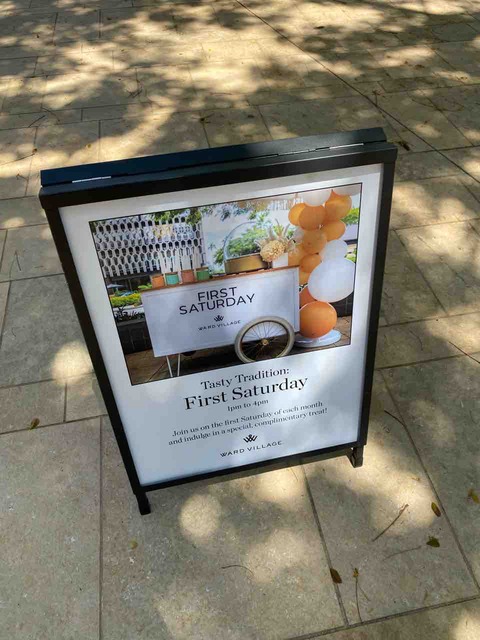 FIRST
SATURDAY
WARD VILLAGE
Tasty Tradition:
First Saturday
1pm to 4pm
Join us on the first Saturday of each month
and indulge in a special, complimentary treat!
WARD VILLAGE